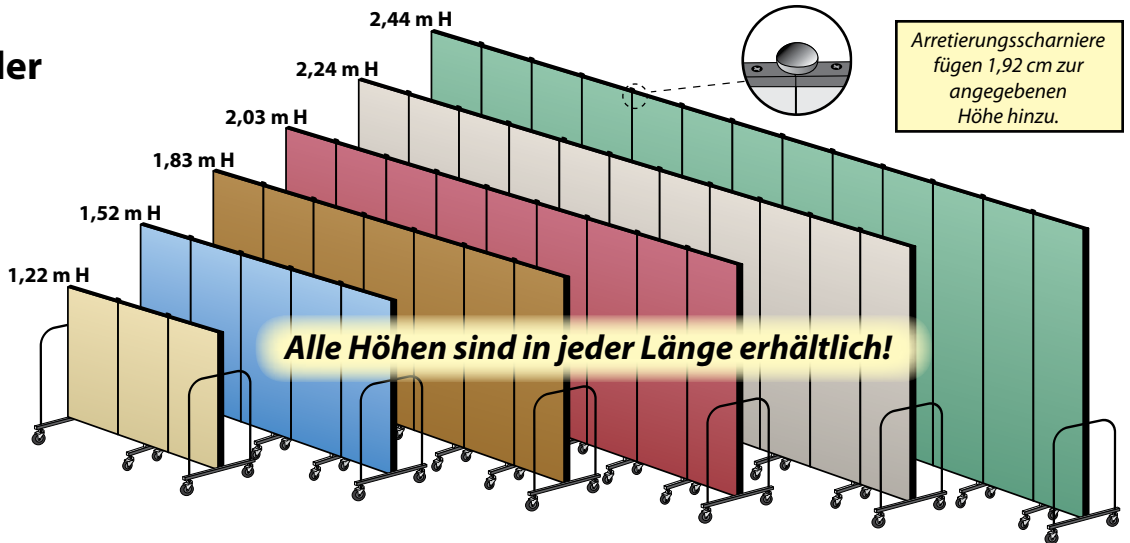 2,44 m H
2,24 m H
2,03 m H
1,83 m H
1,52 m H
1,22 m H
Arretierungsscharniere
fügen 1,92 cm zur
angegebenen
Höhe hinzu.
Alle Höhen sind in jeder Länge erhältlich!